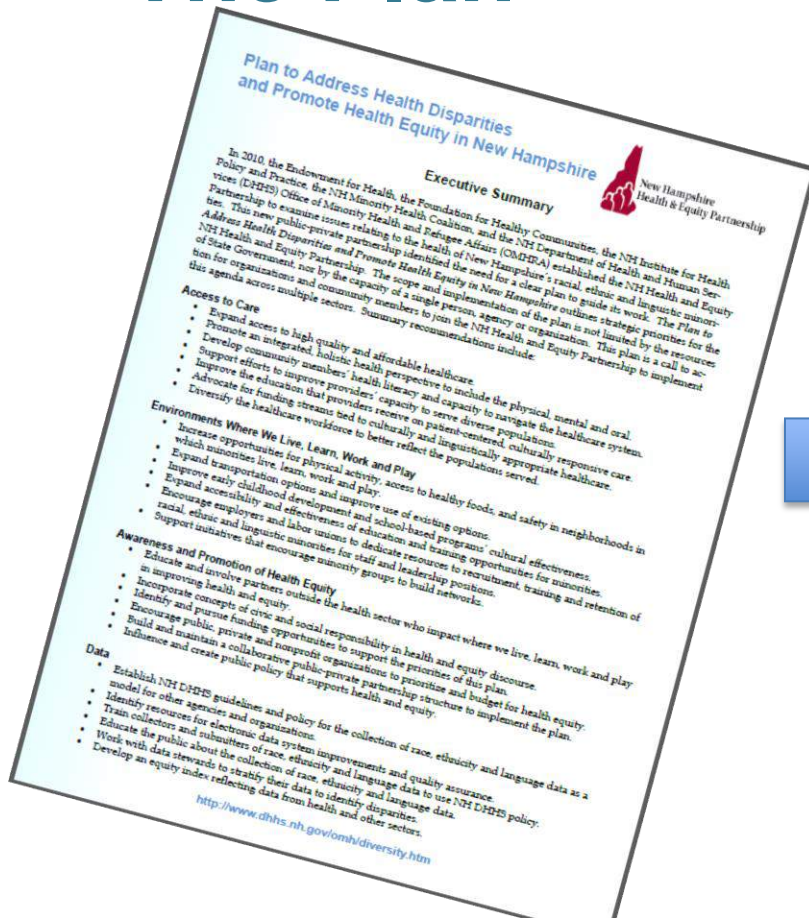 The Plan
Plan to Address Health Disparities
and Promote Health Equity in New Hampshire
New Hampshire
Health & Equity Partnership
Executive Summary
In 2010, the Endowment for Health, the Foundation for Healthy Communities, the NH Institute for Health
Policy and Practice, the NH Minority Health Coalition, and the NH Department of Health and Human Ser-
vices (DHHS) Office of Minority Health and Refugee Affairs (OMHRA) established the NH Health and Equity
Partnership to examine issues relating to the health of New Hampshire's racial, ethnic and linguistic minori-
ties. This new public-private partnership identified the need for a clear plan to guide its work. The Plan to
Address Health Disparities and Promote Health Equity in New Hampshire outlines strategic priorities for the
NH Health and Equity Partnership. The scope and implementation of the plan is not limited by the resources
of State Government, nor by the capacity of a single person, agency or organization. This plan is a call to ac-
tion for organizations and community members to join the NH Health and Equity Partnership to implement
this agenda across multiple sectors. Summary recommendations include:
Access to Care
• Expand access to high quality and affordable healthcare.
• Promote an integrated, holistic health perspective to include the physical, mental and oral.
• Develop community members' health literacy and capacity to navigate the healthcare system.
• Support efforts to improve providers' capacity to serve diverse populations.
• Improve the education that providers receive on patient-centered, culturally responsive care.
• Advocate for funding streams tied to culturally and linguistically appropriate healthcare.
• Diversify the healthcare workforce to better reflect the populations served.
Environments Where We Live, Learn, Work and Play
• Increase opportunities for physical activity, access to healthy foods, and safety in neighborhoods in
which minorities live, learn, work and play.
• Expand transportation options and improve use of existing options.
• Improve early childhood development and school-based programs' cultural effectiveness.
• Expand accessibility and effectiveness of education and training opportunities for minorities.
• Encourage employers and labor unions to dedicate resources to recruitment, training and retention of
racial, ethnic and linguistic minorities for staff and leadership positions.
• Support initiatives that encourage minority groups to build networks.
Awareness and Promotion of Health Equity
• Educate and involve partners outside the health sector who impact where we live, learn, work and play
in improving health and equity.
• Incorporate concepts of civic and social responsibility in health and equity discourse.
• Identify and pursue funding opportunities to support the priorities of this plan.
• Encourage public, private and nonprofit organizations to prioritize and budget for health equity.
• Build and maintain a collaborative public-private partnership structure to implement the plan.
• Influence and create public policy that supports health and equity.
Data
• Establish NH DHHS guidelines and policy for the collection of race, ethnicity and language data as a
model for other agencies and organizations.
• Identify resources for electronic data system improvements and quality assurance.
• Train collectors and submitters of race, ethnicity and language data to use NH DHHS policy.
• Educate the public about the collection of race, ethnicity and language data.
• Work with data stewards to stratify their data to identify disparities.
• Develop an equity index reflecting data from health and other sectors.
http://www.dhhs.nh.gov/omh/diversity.htm